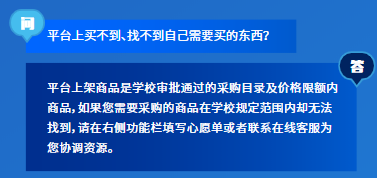 问
平台上买不到、找不到自己需要买的东西？
答
平台上架商品是学校审批通过的采购目录及价格限额内
商品，如果您需要采购的商品在学校规定范围内却无法
找到，请在右侧功能栏填写心愿单或者联系在线客服为
您协调资源。